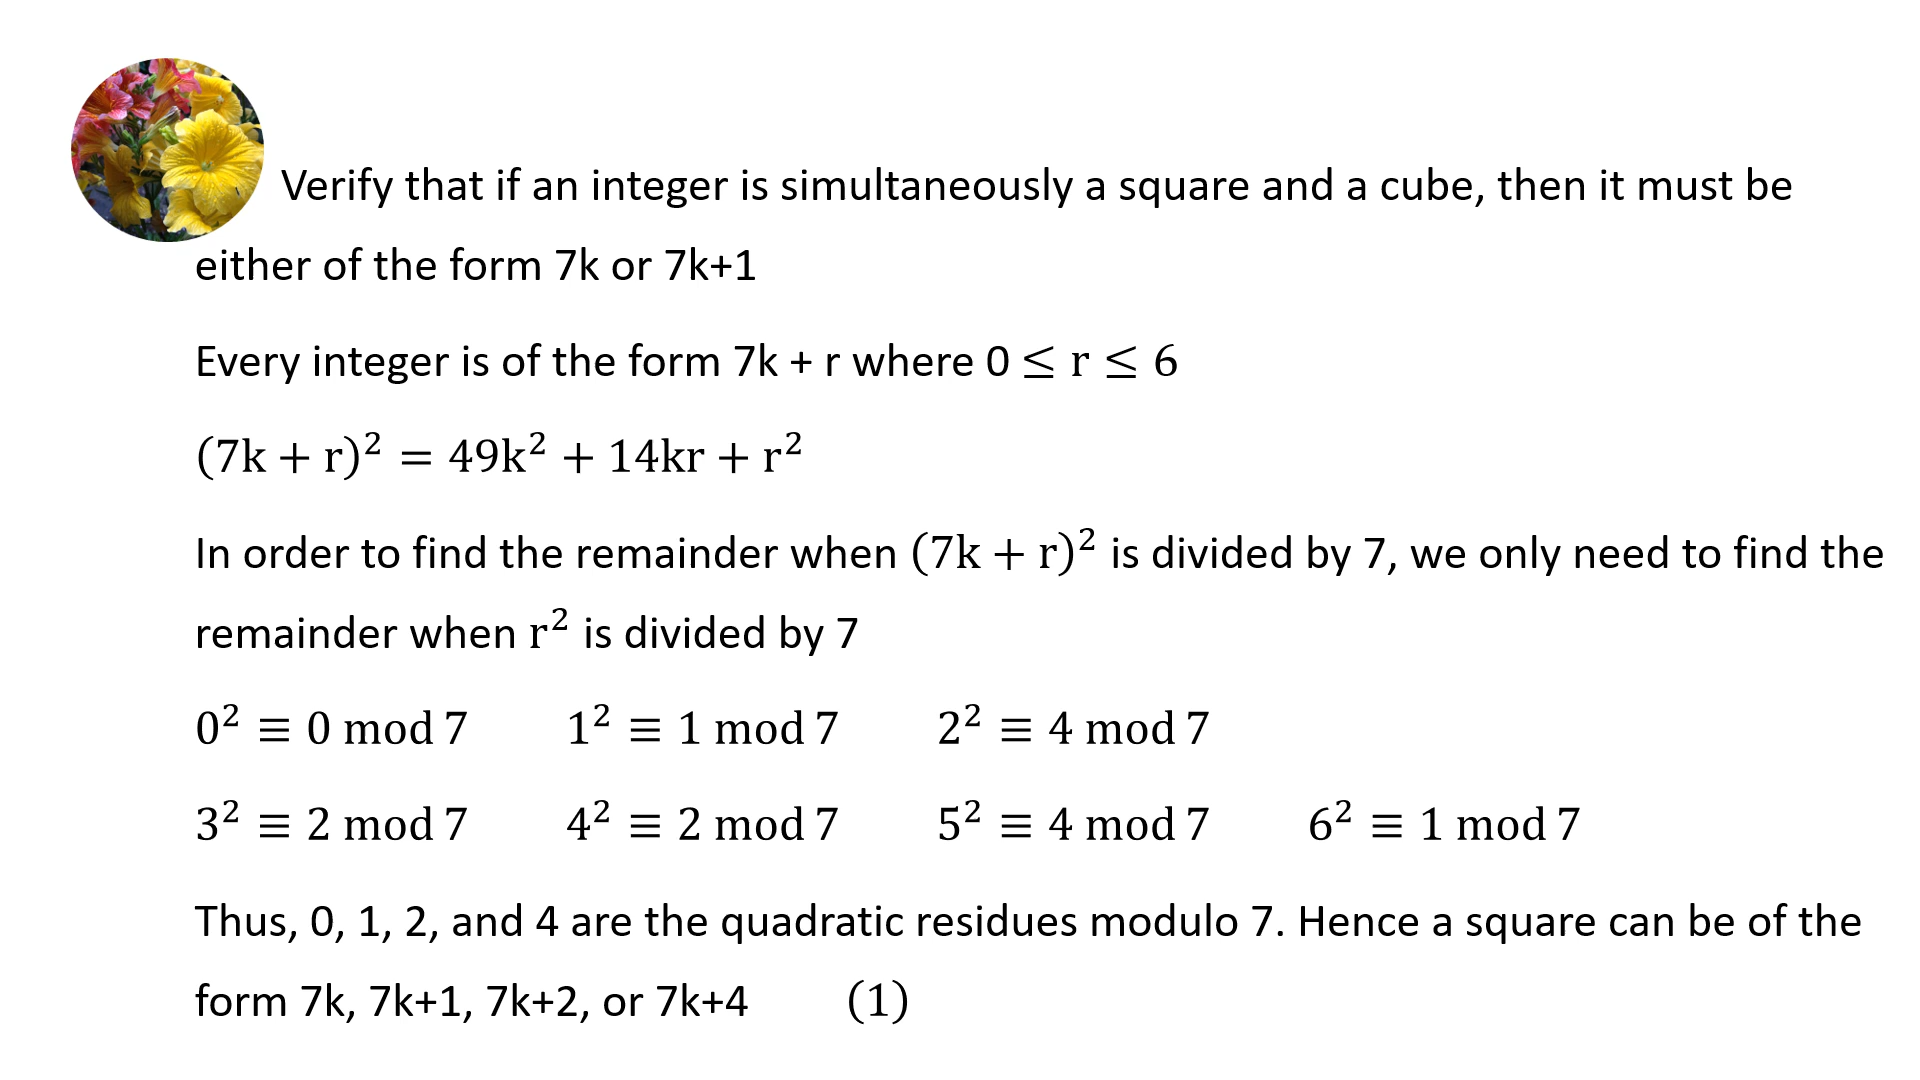 Verify that if an integer is simultaneously a square and a cube, then it must be
either of the form 7k or 7k+1
Every integer is of the form 7k + r where 0 ≤ r ≤ 6
(7k + r)² = 49k² + 14kr + r²
In order to find the remainder when (7k + r)² is divided by 7, we only need to find the
remainder when r² is divided by 7
0² ≡ 0 mod 7 1² ≡ 1 mod 7 2² ≡ 4 mod 7
3² ≡ 2 mod 7 4² ≡ 2 mod 7 5² ≡ 4 mod 7 6² ≡ 1 mod 7
Thus, 0, 1, 2, and 4 are the quadratic residues modulo 7. Hence a square can be of the
form 7k, 7k+1, 7k+2, or 7k+4 (1)